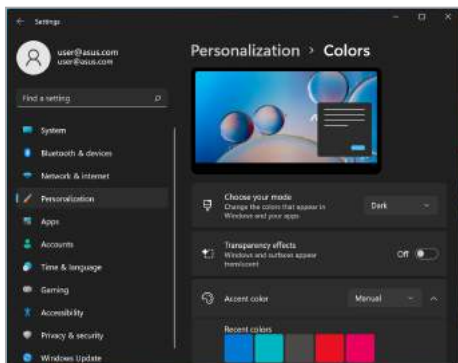 Settings
user@asus.com
user@asus.com
Find a setting
System
Bluetooth & devices
Network & internet
Personalization
Apps
Accounts
Time & language
Gaming
Accessibility
Privacy & security
Windows Update
Personalization > Colors
Choose your mode
Change the colors that appear in
Windows and your apps
Dark
Transparency effects
Windows and surfaces appear
translucent
Off
Accent color
Manual
Recent colors